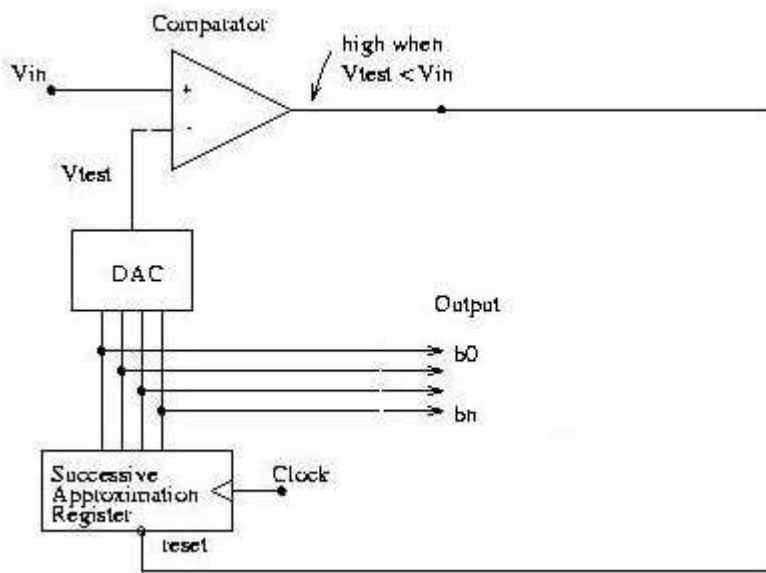 Comparator
high when
Vtest < Vin
Vin
+
-
Vtest
DAC
Output
b0
bn
Successive
Approximation
Register
Clock
reset